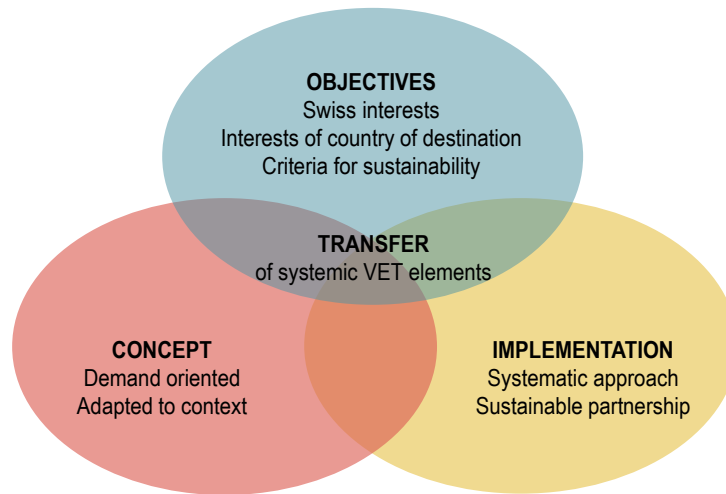 OBJECTIVES
Swiss interests
Interests of country of destination
Criteria for sustainability
TRANSFER
of systemic VET elements
CONCEPT
Demand oriented
Adapted to context
IMPLEMENTATION
Systematic approach
Sustainable partnership